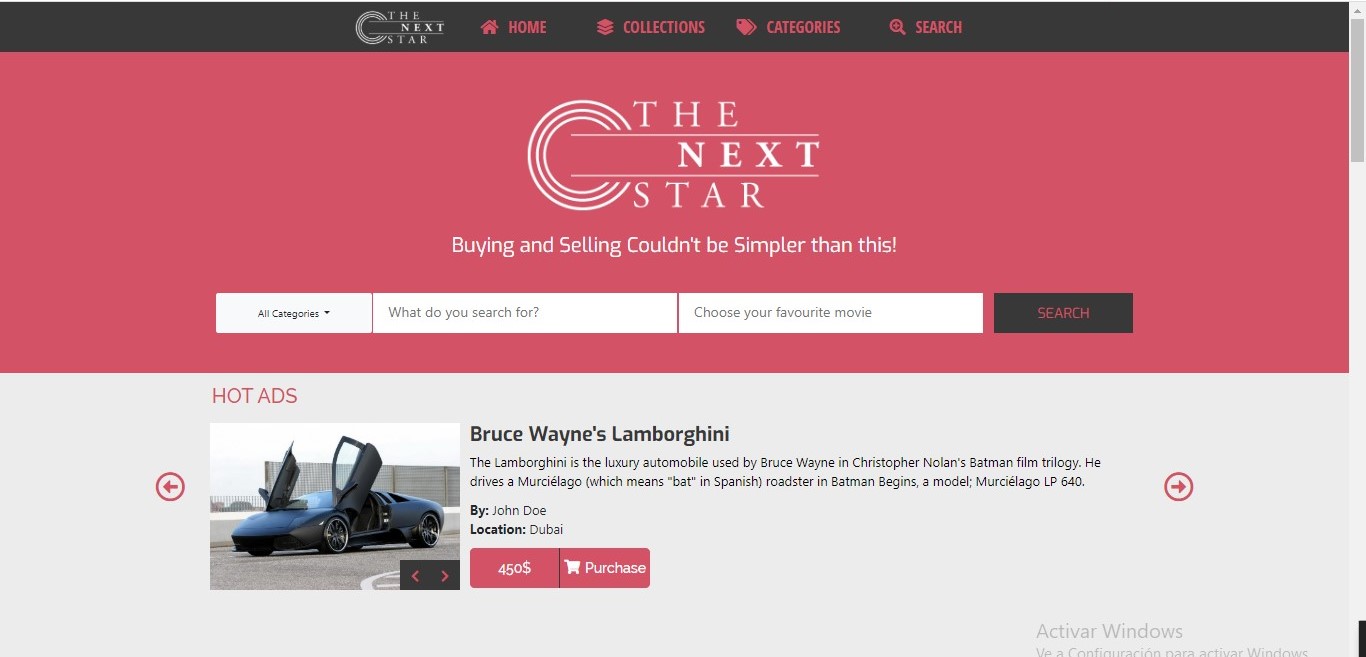 THE
NEXT
STAR
HOME
COLLECTIONS
CATEGORIES
SEARCH
THE
NEXT
STAR
Buying and Selling Couldn't be Simpler than this!
All Categories
What do you search for?
Choose your favourite movie
SEARCH
HOT ADS
Bruce Wayne's Lamborghini
The Lamborghini is the luxury automobile used by Bruce Wayne in Christopher Nolan's Batman film trilogy. He
drives a Murciélago (which means "bat" in Spanish) roadster in Batman Begins, a model; Murciélago LP 640.
By: John Doe
Location: Dubai
450$
Purchase
Activar Windows
Ve a Configuración para activar Windows.